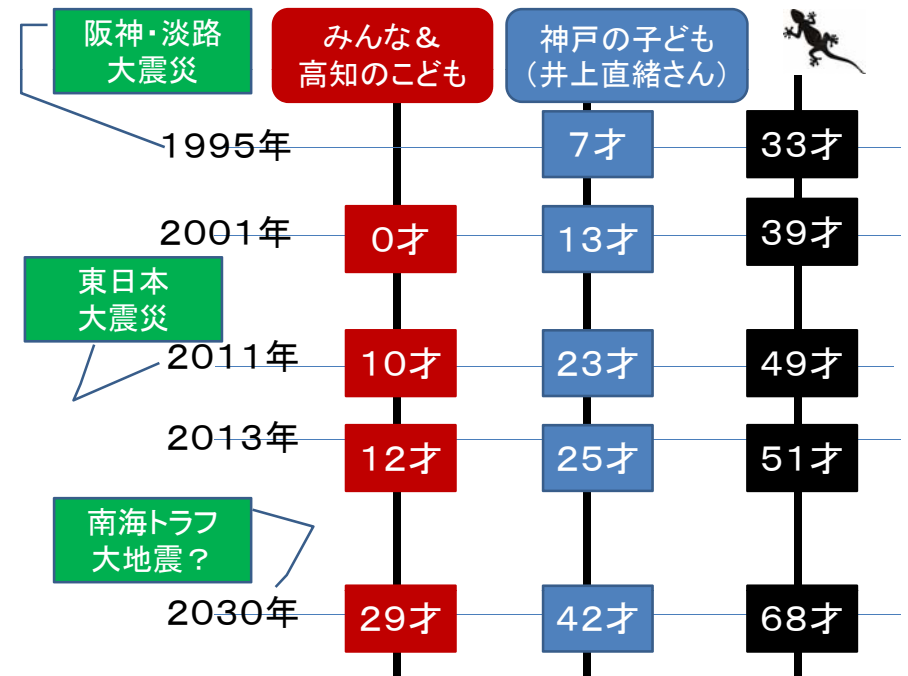 阪神・淡路
大震災
みんな＆
高知のこども
神戸の子ども
（井上直緒さん）
1995年
7才
33才
2001年
0才
13才
39才
東日本
大震災
2011年
10才
23才
49才
2013年
12才
25才
51才
南海トラフ
大地震？
2030年
29才
42才
68才